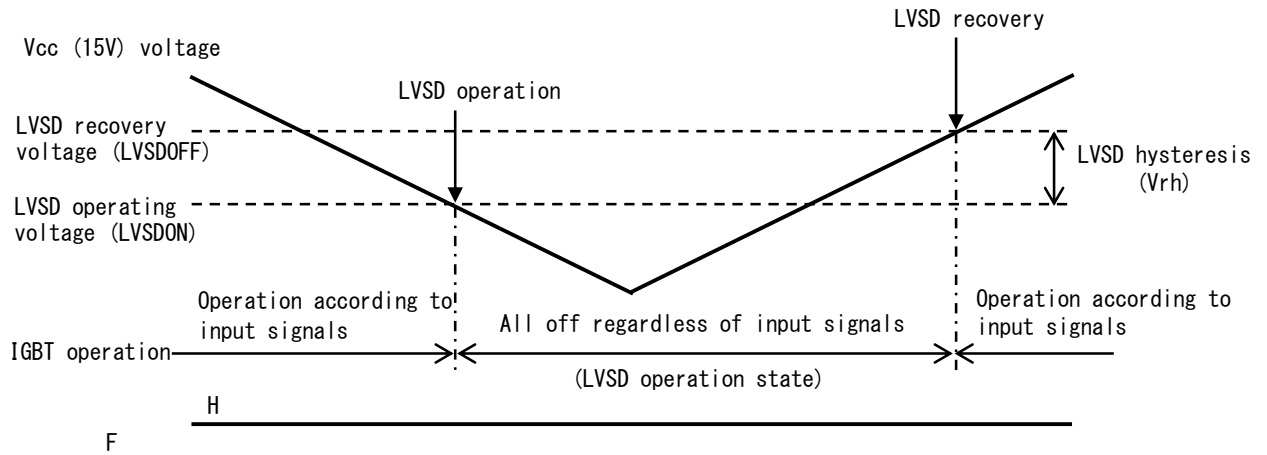 LVSD recovery
Vcc (15V) voltage
LVSD operation
LVSD recovery
voltage (LVSDOFF)
LVSD hysteresis
(Vrh)
LVSD operating
voltage (LVSDON)
Operation according to
input signals
All off regardless of input signals
Operation according to
input signals
IGBT operation
(LVSD operation state)
H
F